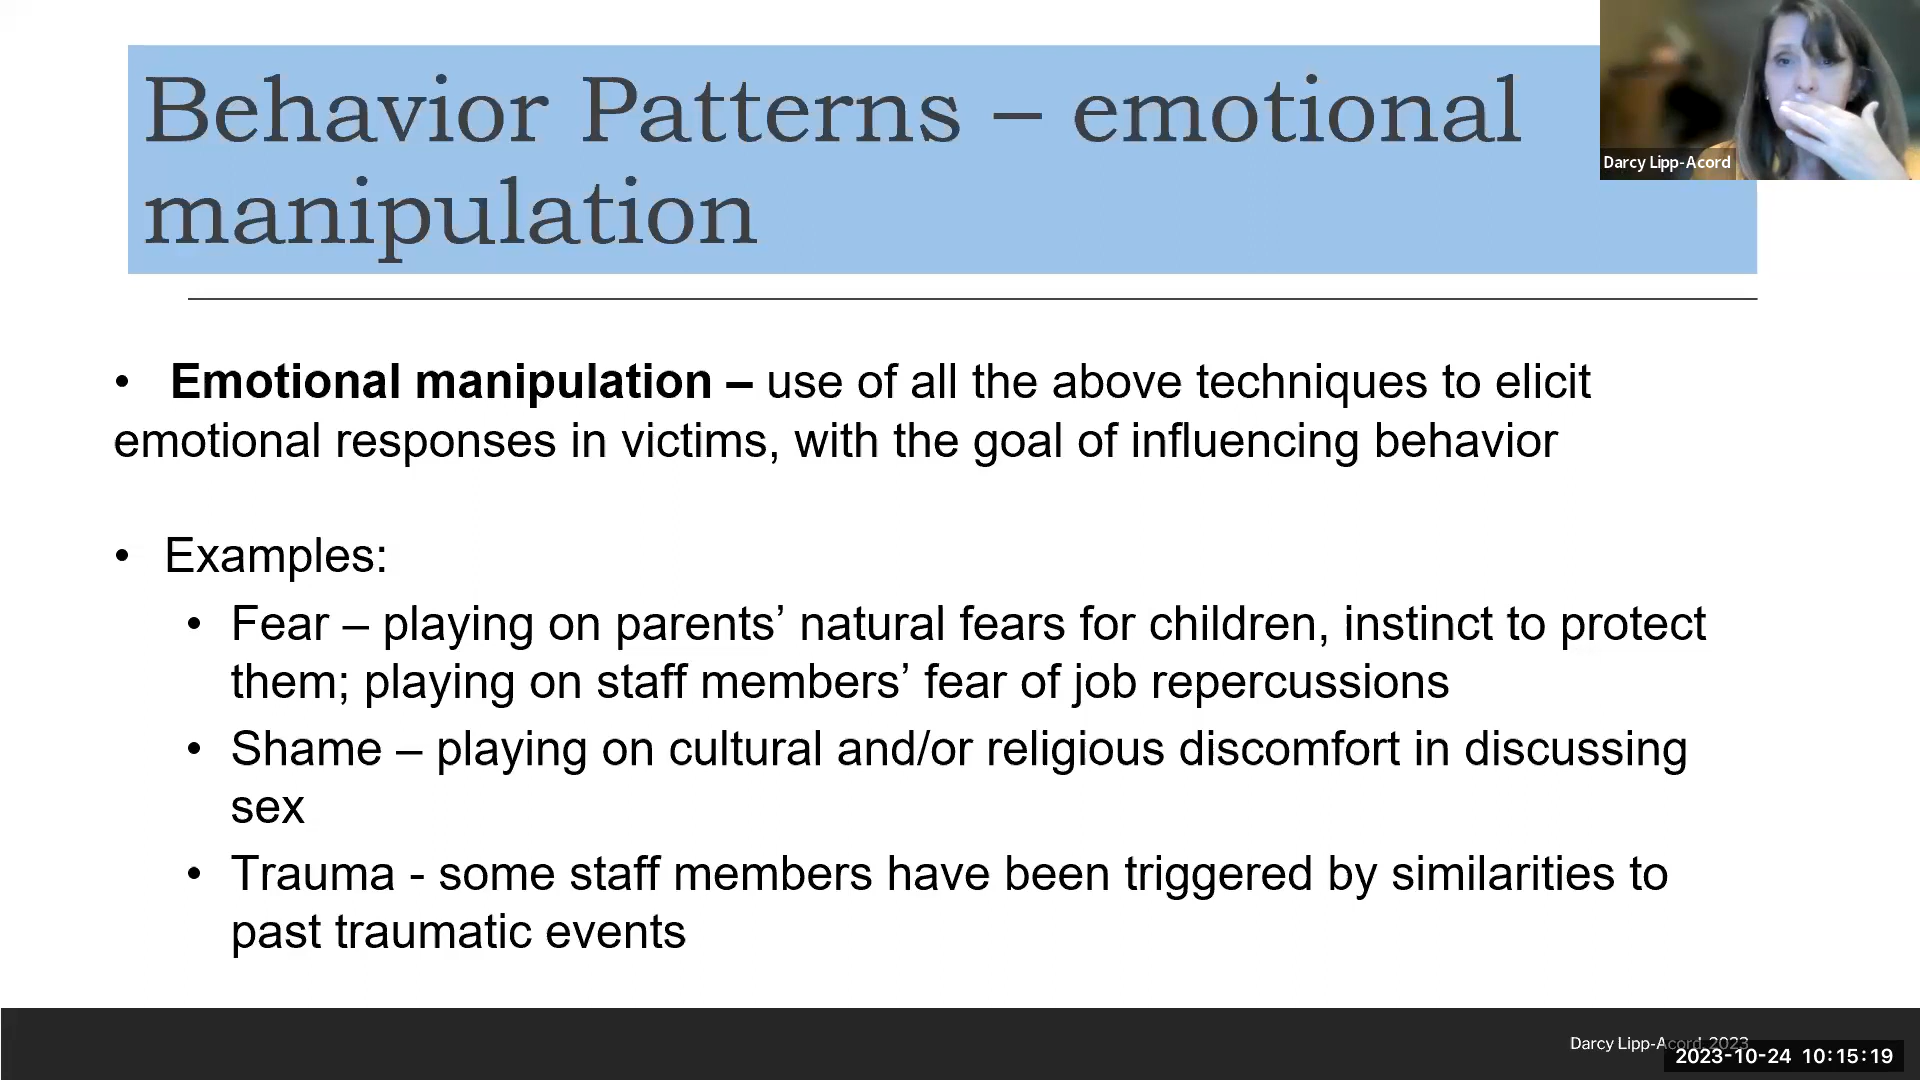 Behavior Patterns – emotional
manipulation
Darcy Lipp-Acord
• Emotional manipulation – use of all the above techniques to elicit
emotional responses in victims, with the goal of influencing behavior
• Examples:
• Fear – playing on parents’ natural fears for children, instinct to protect
them; playing on staff members’ fear of job repercussions
• Shame – playing on cultural and/or religious discomfort in discussing
sex
• Trauma - some staff members have been triggered by similarities to
past traumatic events
Darcy Lipp-Acord, 2023
2023-10-24 10:15:19